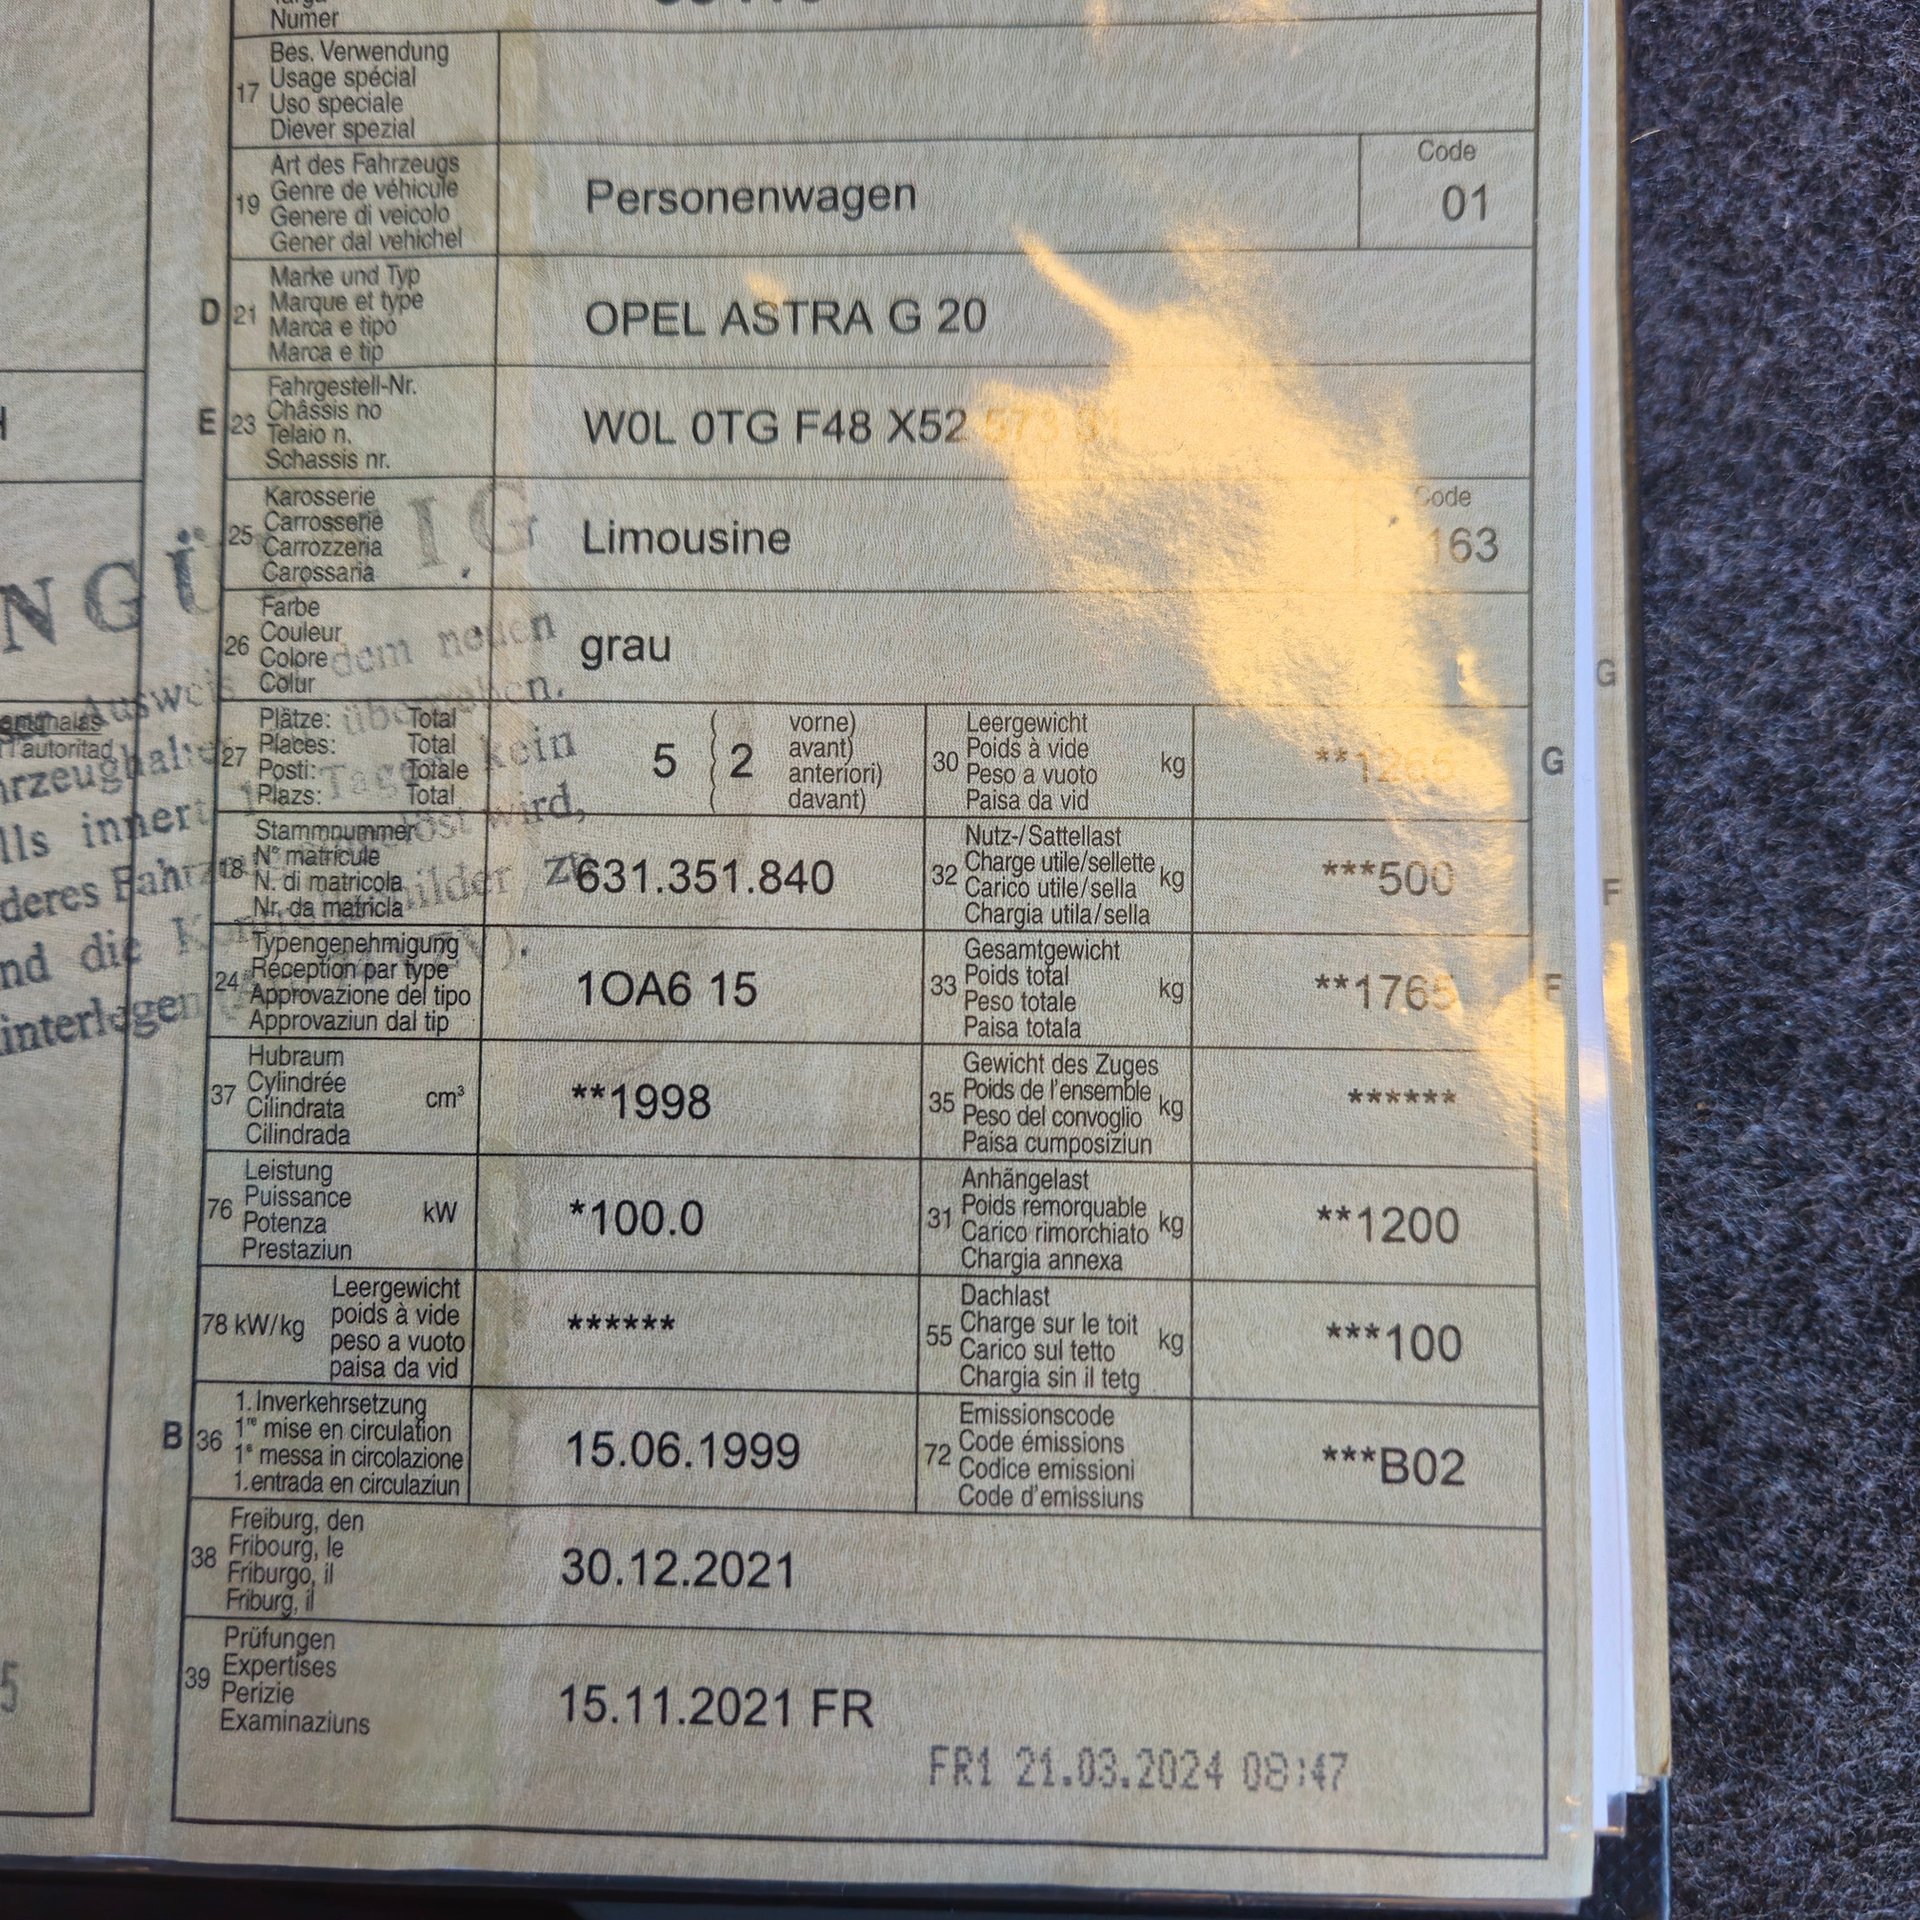 Numer
17 Bes. Verwendung
Usage spécial
Uso speciale
Diever spezial
19 Art des Fahrzeugs
Genre de véhicule
Genere di veicolo
Gener dal vehichel
Personenwagen
Code
01
D 21 Marke und Typ
Marque et type
Marca e tipo
Marca e tip
OPEL ASTRA G 20
E 23 Fahrgestell-Nr.
Châssis no
Telaio n.
Schassis nr.
W0L 0TG F48 X52 573
25 Karosserie
Carrosserie
Carrozzeria
Carossaria
Limousine
Code
163
26 Farbe
Couleur
Colore
Colur
grau
27 Plätze: Total
Places: Total
Posti: Totale
Plazs: Total
5 ( 2 vorne)
avant)
anteriori)
davant)
30 Leergewicht
Poids à vide
Peso a vuoto
Paisa da vid
kg
**1265
G
18 Stammnummer
N° matricule
N. di matricola
Nr. da matricla
631.351.840
32 Nutz-/Sattellast
Charge utile/sellette
Carico utile/sella
Chargia utila/sella
kg
***500
24 Typengenehmigung
Réception par type
Approvazione del tipo
Approvaziun dal tip
1OA6 15
33 Gesamtgewicht
Poids total
Peso totale
Paisa totala
kg
**1765
F
37 Hubraum
Cylindrée
Cilindrata
Cilindrada
cm³
**1998
35 Gewicht des Zuges
Poids de l'ensemble
Peso del convoglio
Paisa cumposiziun
kg
******
76 Leistung
Puissance
Potenza
Prestaziun
kW
*100.0
31 Anhängelast
Poids remorquable
Carico rimorchiato
Chargia annexa
kg
**1200
78 kW/kg Leergewicht
poids à vide
peso a vuoto
paisa da vid
******
55 Dachlast
Charge sur le toit
Carico sul tetto
Chargia sin il tetg
kg
***100
B 36 1. Inverkehrsetzung
1re mise en circulation
1a messa in circolazione
1. entrada en circulaziun
15.06.1999
72 Emissionscode
Code émissions
Codice emissioni
Code d'emissiuns
***B02
38 Freiburg, den
Fribourg, le
Friburgo, il
Friburg, il
30.12.2021
39 Prüfungen
Expertises
Perizie
Examinaziuns
15.11.2021 FR
FR1 21.03.2024 08:47
G
F
dem neuen
übergeben.
kein
wird,
nd die
interlegen
autoritad